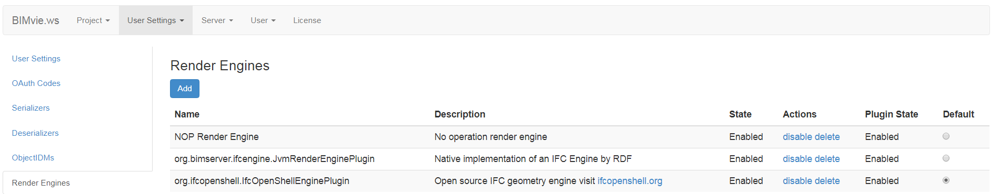 BIMvie.ws Project User Settings Server User License
User Settings
OAuth Codes
Serializers
Deserializers
ObjectIDMs
Render Engines
Render Engines
Add
Name Description State Actions Plugin State Default
NOP Render Engine No operation render engine Enabled disable delete Enabled
org.bimserver.ifcengine.JvmRenderEnginePlugin Native implementation of an IFC Engine by RDF Enabled disable delete Enabled
org.ifcopenshell.IfcOpenShellEnginePlugin Open source IFC geometry engine visit ifcopenshell.org Enabled disable delete Enabled